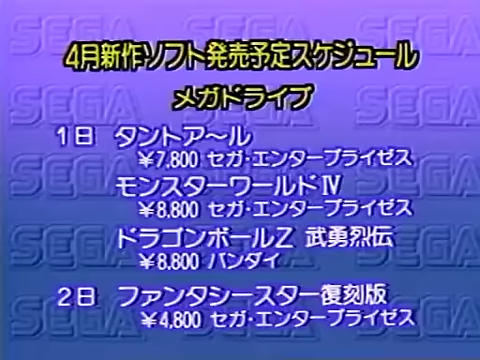 4月新作ソフト発売予定スケジュール
メガドライブ
1日 タントア〜ル
¥7,800 セガ・エンタープライゼス
モンスターワールドⅣ
¥8,800 セガ・エンタープライゼス
ドラゴンボールZ 武勇烈伝
¥8,800 バンダイ
2日 ファンタシースター復刻版
¥4,800 セガ・エンタープライゼス
SEGA SEGA SEGA SEGA